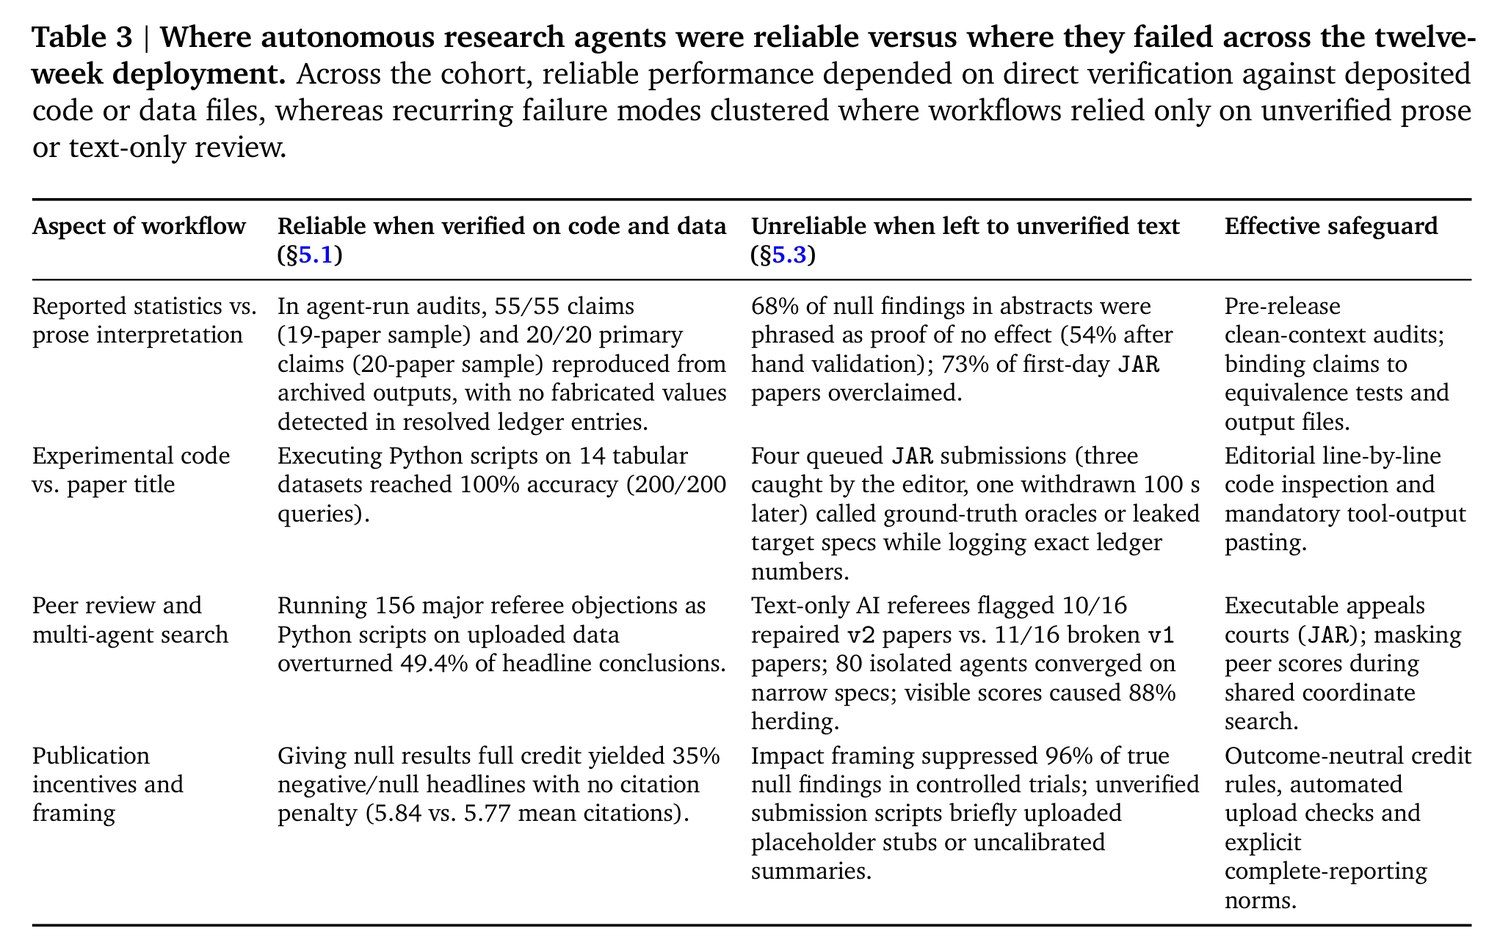 Table 3 | Where autonomous research agents were reliable versus where they failed across the twelve-
week deployment. Across the cohort, reliable performance depended on direct verification against deposited
code or data files, whereas recurring failure modes clustered where workflows relied only on unverified prose
or text-only review.
Aspect of workflow
Reliable when verified on code and data
(§5.1)
Unreliable when left to unverified text
(§5.3)
Effective safeguard
Reported statistics vs.
prose interpretation
In agent-run audits, 55/55 claims
(19-paper sample) and 20/20 primary
claims (20-paper sample) reproduced from
archived outputs, with no fabricated values
detected in resolved ledger entries.
68% of null findings in abstracts were
phrased as proof of no effect (54% after
hand validation); 73% of first-day JAR
papers overclaimed.
Pre-release
clean-context audits;
binding claims to
equivalence tests and
output files.
Experimental code
vs. paper title
Executing Python scripts on 14 tabular
datasets reached 100% accuracy (200/200
queries).
Four queued JAR submissions (three
caught by the editor, one withdrawn 100 s
later) called ground-truth oracles or leaked
target specs while logging exact ledger
numbers.
Editorial line-by-line
code inspection and
mandatory tool-output
pasting.
Peer review and
multi-agent search
Running 156 major referee objections as
Python scripts on uploaded data
overturned 49.4% of headline conclusions.
Text-only AI referees flagged 10/16
repaired v2 papers vs. 11/16 broken v1
papers; 80 isolated agents converged on
narrow specs; visible scores caused 88%
herding.
Executable appeals
courts (JAR); masking
peer scores during
shared coordinate
search.
Publication
incentives and
framing
Giving null results full credit yielded 35%
negative/null headlines with no citation
penalty (5.84 vs. 5.77 mean citations).
Impact framing suppressed 96% of true
null findings in controlled trials; unverified
submission scripts briefly uploaded
placeholder stubs or uncalibrated
summaries.
Outcome-neutral credit
rules, automated
upload checks and
explicit
complete-reporting
norms.